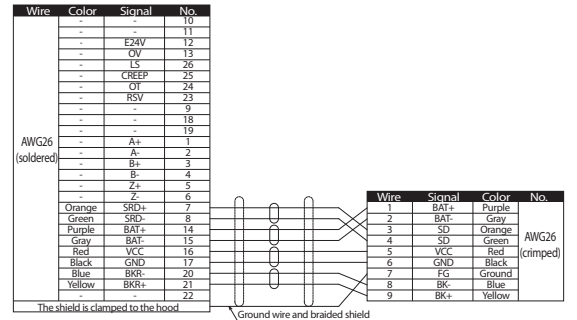 Wire Color Signal No.
- - 10
- - 11
- E24V 12
- OV 13
- LS 26
- CREEP 25
- OT 24
- RSV 23
- - 9
- - 18
- - 19
AWG26 - A+ 1
(soldered) - A- 2
- B+ 3
- B- 4
- Z+ 5
- Z- 6
Orange SRD+ 7
Green SRD- 8
Purple BAT+ 14
Gray BAT- 15
Red VCC 16
Black GND 17
Blue BKR- 20
Yellow BKR+ 21
- - 22
The shield is clamped to the hood
Wire Signal Color No.
1 BAT+ Purple
2 BAT- Gray
3 SD Orange
4 SD Green AWG26
5 VCC Red (crimped)
6 GND Black
7 FG Ground
8 BK- Blue
9 BK+ Yellow
Ground wire and braided shield